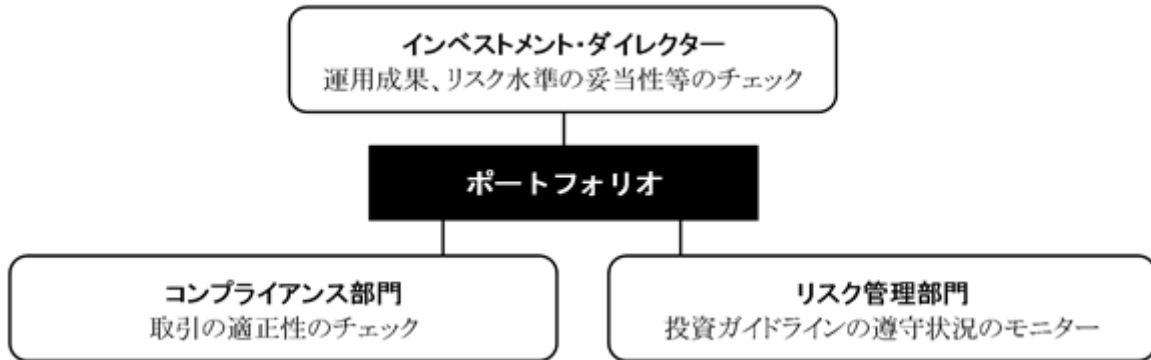 インベストメント・ダイレクター
運用成果、リスク水準の妥当性等のチェック
ポートフォリオ
コンプライアンス部門
取引の適正性のチェック
リスク管理部門
投資ガイドラインの遵守状況のモニター